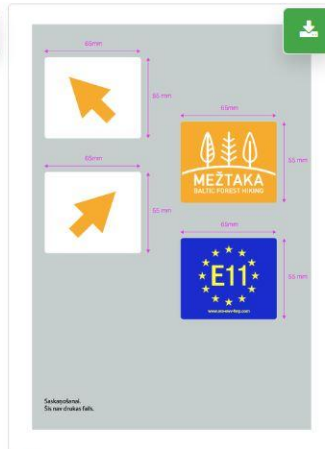 65mm
55 mm
65mm
55 mm
65mm
55 mm
MEŽTAKA
BALTIC FOREST HIKING
65mm
55 mm
E11
Saskaņošanai.
Šis nav drukas fails.